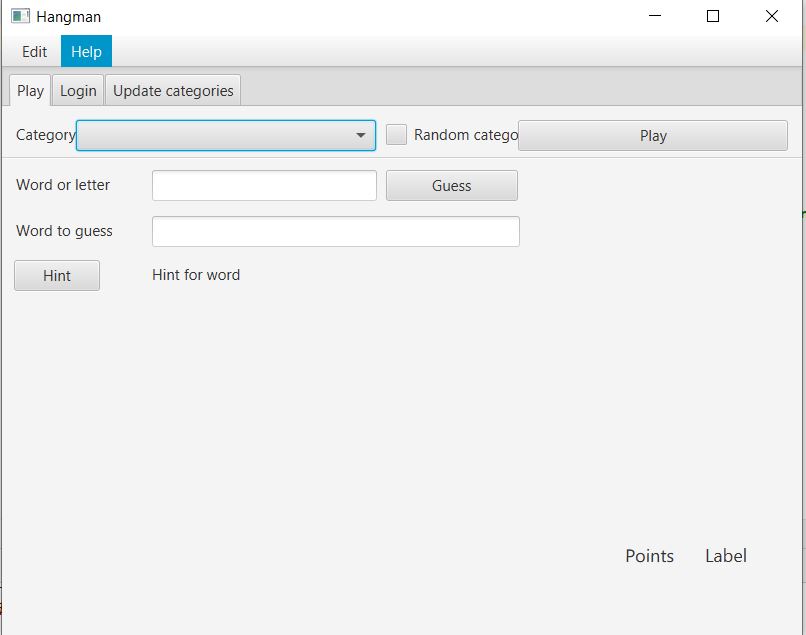 Hangman
Edit Help
Play Login Update categories
Category Random catego Play
Word or letter Guess
Word to guess
Hint Hint for word
Points Label